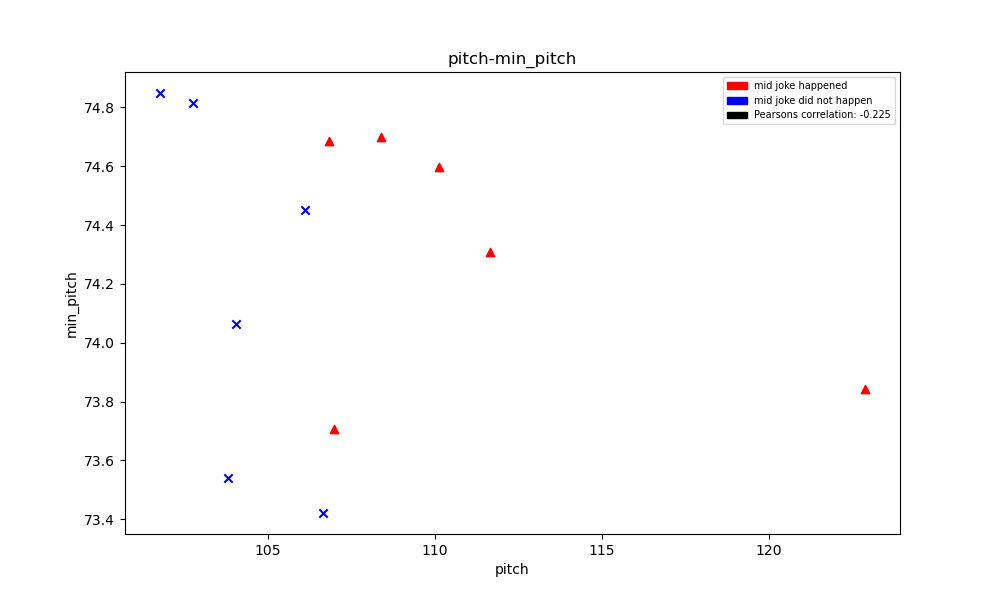 pitch-min_pitch
mid joke happened
mid joke did not happen
Pearsons correlation: -0.225
74.8
74.6
74.4
74.2
74.0
73.8
73.6
73.4
min_pitch
105
110
115
120
pitch